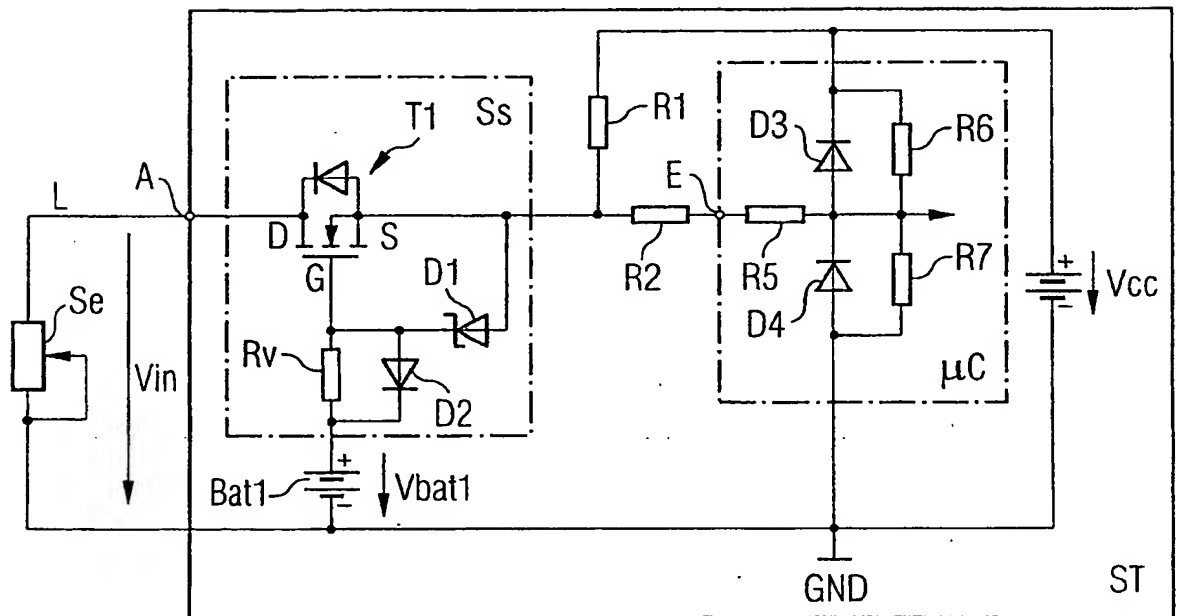 Ss
T1
R1
D3
R6
A
L
E
D
S
G
D1
R2
R5
D4
R7
+
Vcc
-
Se
Vin
Rv
D2
μC
+
Bat1
Vbat1
-
GND
ST